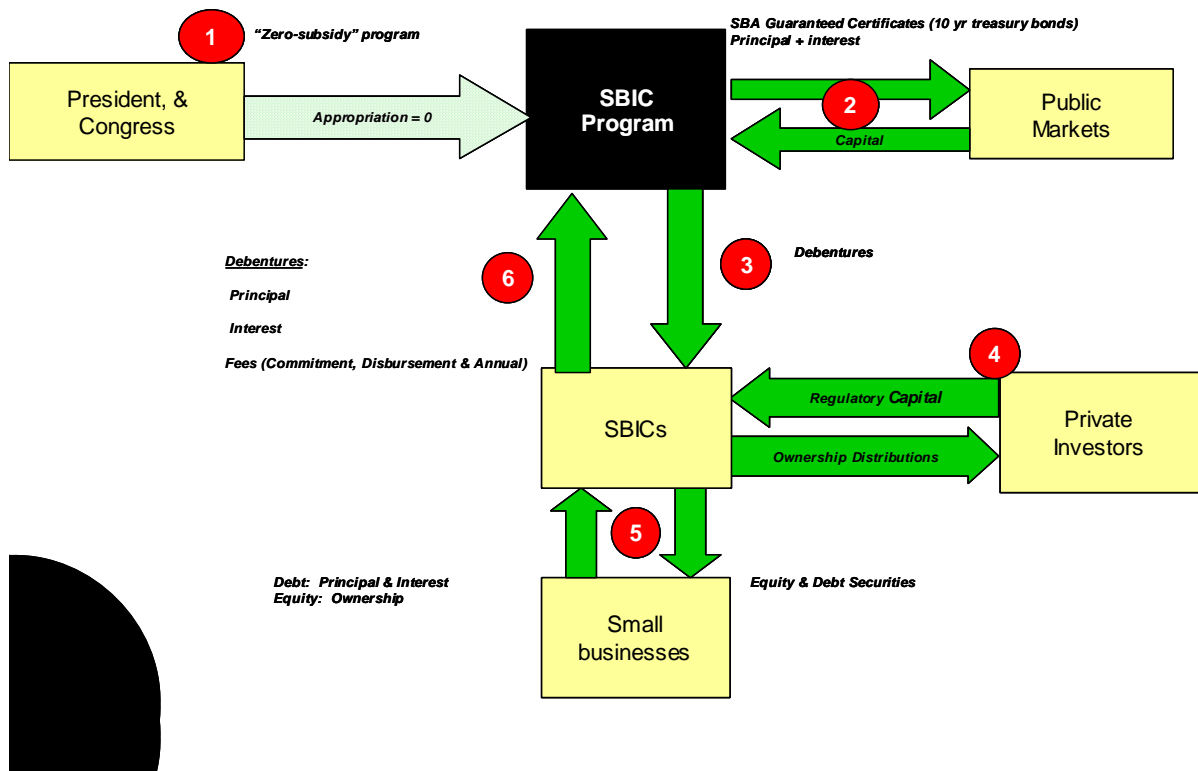 1
“Zero-subsidy” program
SBA Guaranteed Certificates (10 yr treasury bonds)
Principal + interest
President, &
Congress
Appropriation = 0
SBIC
Program
2
Capital
Public
Markets
Debentures:
Principal
Interest
Fees (Commitment, Disbursement & Annual)
6
3
Debentures
4
SBICs
Regulatory Capital
Ownership Distributions
Private
Investors
5
Debt: Principal & Interest
Equity: Ownership
Equity & Debt Securities
Small
businesses